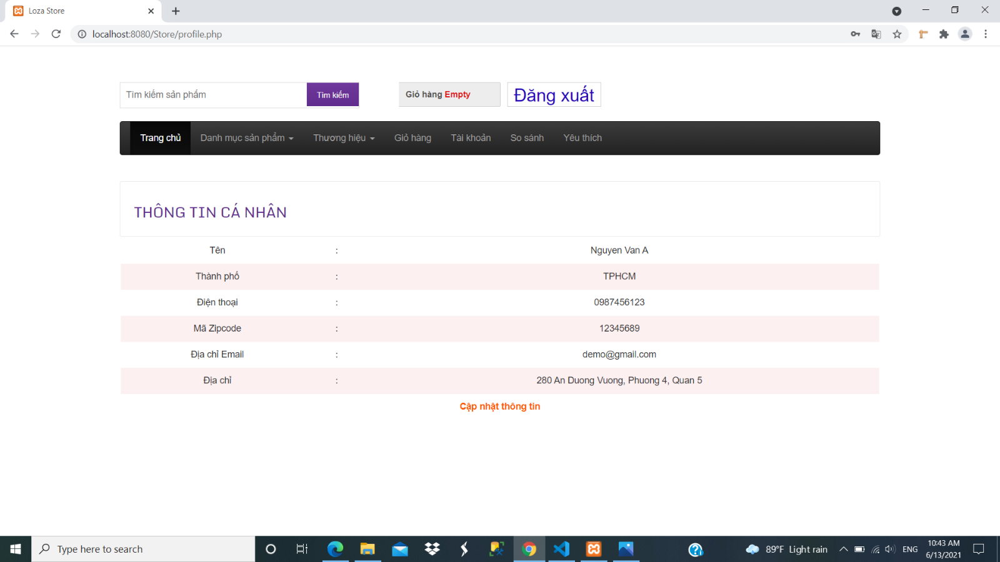 Loza Store
localhost:8080/Store/profile.php
Tìm kiếm sản phẩm
Tìm kiếm
Giỏ hàng Empty
Đăng xuất
Trang chủ Danh mục sản phẩm Thương hiệu Giỏ hàng Tài khoản So sánh Yêu thích
THÔNG TIN CÁ NHÂN
Tên : Nguyen Van A
Thành phố : TPHCM
Điện thoại : 0987456123
Mã Zipcode : 12345689
Địa chỉ Email : demo@gmail.com
Địa chỉ : 280 An Duong Vuong, Phuong 4, Quan 5
Cập nhật thông tin
Type here to search
89°F Light rain
ENG
10:43 AM
6/13/2021